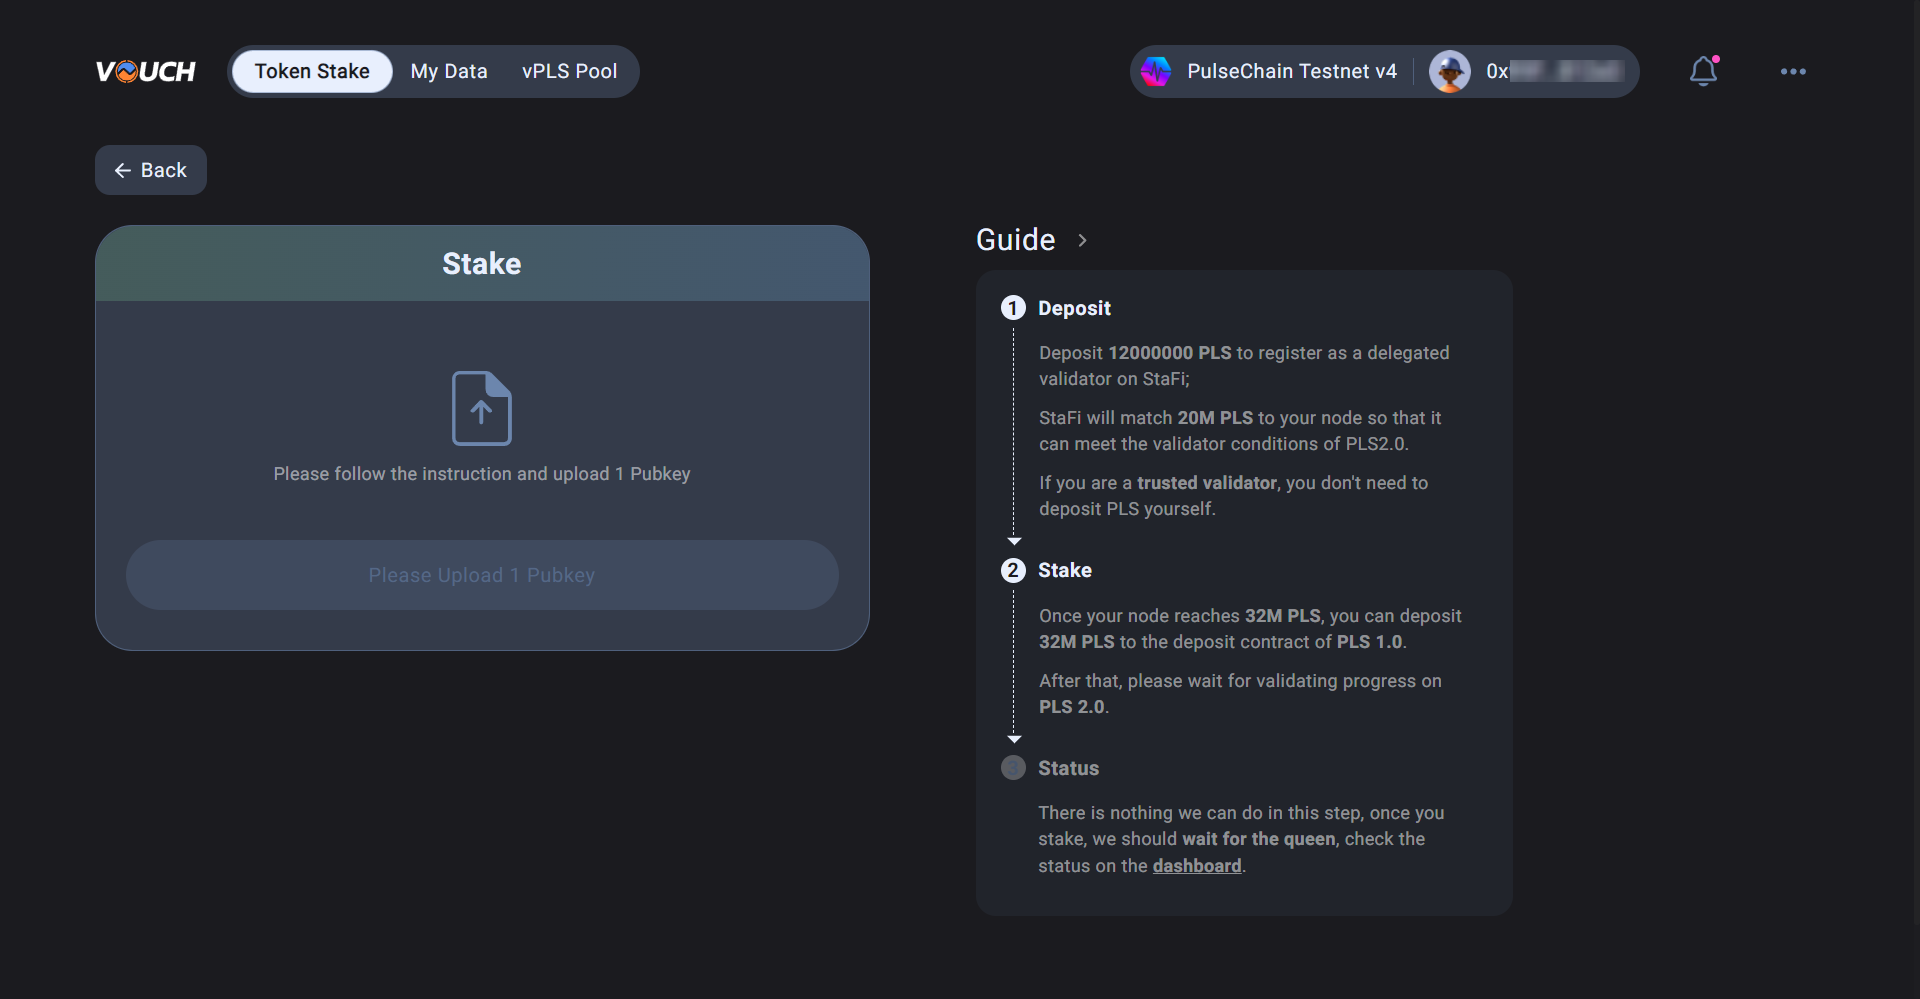 VOUCH
Token Stake
My Data
vPLS Pool
PulseChain Testnet v4
0x
Back
Stake
Please follow the instruction and upload 1 Pubkey
Please Upload 1 Pubkey
Guide
1 Deposit
Deposit 12000000 PLS to register as a delegated
validator on StaFi;
StaFi will match 20M PLS to your node so that it
can meet the validator conditions of PLS2.0.
If you are a trusted validator, you don't need to
deposit PLS yourself.
2 Stake
Once your node reaches 32M PLS, you can deposit
32M PLS to the deposit contract of PLS 1.0.
After that, please wait for validating progress on
PLS 2.0.
3 Status
There is nothing we can do in this step, once you
stake, we should wait for the queen, check the
status on the dashboard.